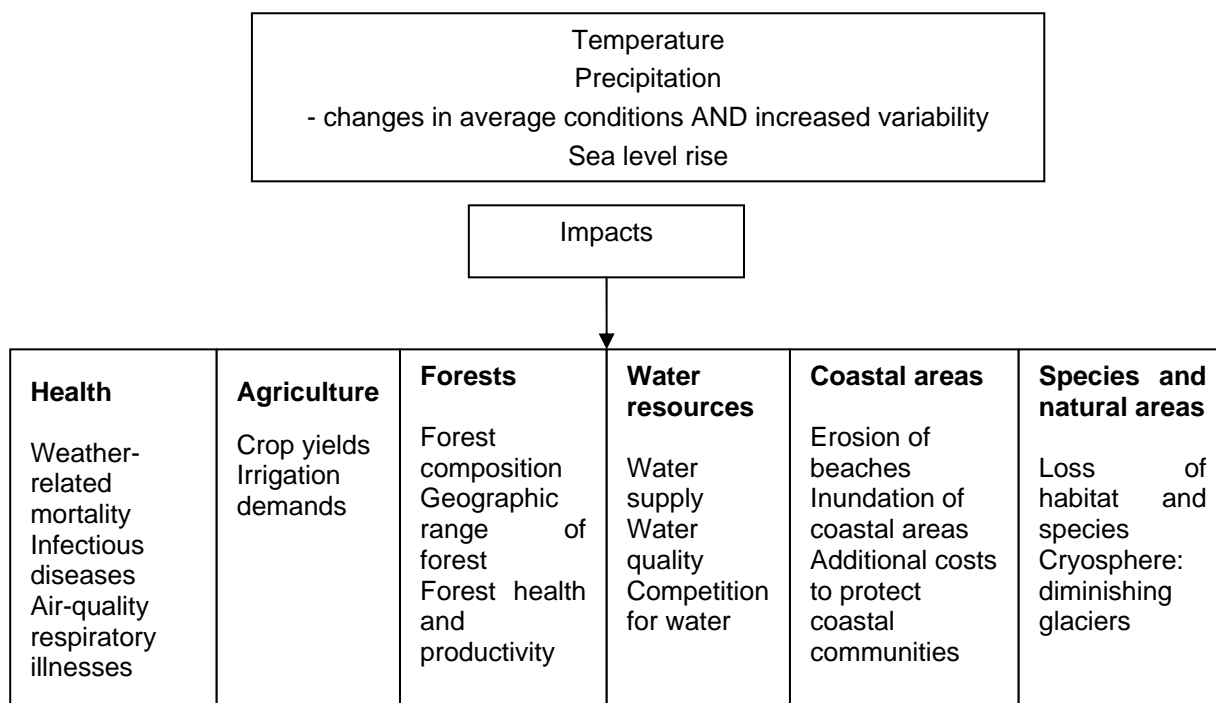 Temperature
Precipitation
- changes in average conditions AND increased variability
Sea level rise
Impacts
Health
Weather-
related
mortality
Infectious
diseases
Air-quality
respiratory
illnesses
Agriculture
Crop yields
Irrigation
demands
Forests
Forest
composition
Geographic
range of
forest
Forest health
and
productivity
Water
resources
Water
supply
Water
quality
Competition
for water
Coastal areas
Erosion of
beaches
Inundation of
coastal areas
Additional costs
to protect
coastal
communities
Species and
natural areas
Loss of
habitat and
species
Cryosphere:
diminishing
glaciers